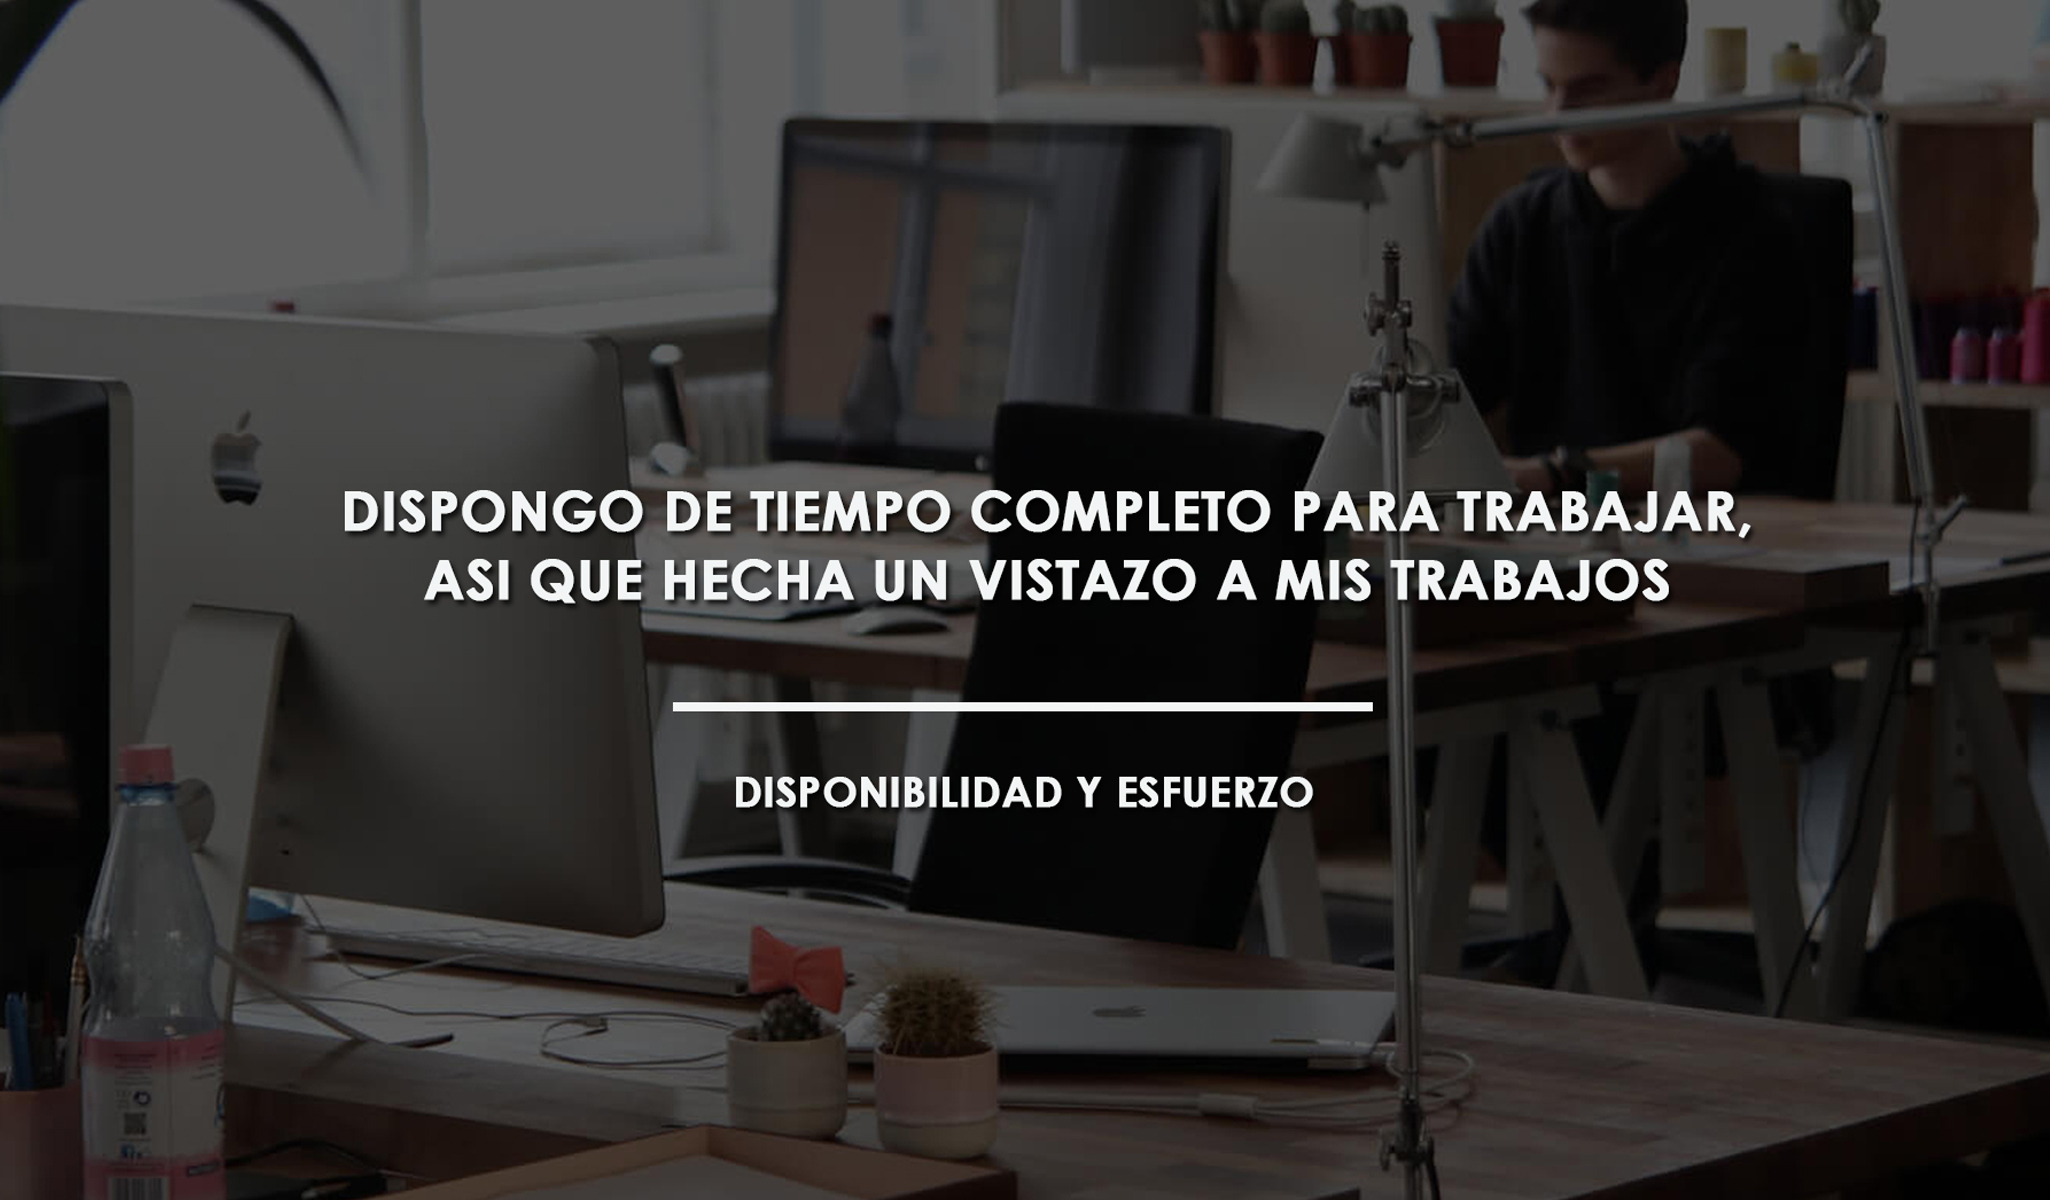 DISPONGO DE TIEMPO COMPLETO PARA TRABAJAR,
ASI QUE HECHA UN VISTAZO A MIS TRABAJOS
DISPONIBILIDAD Y ESFUERZO